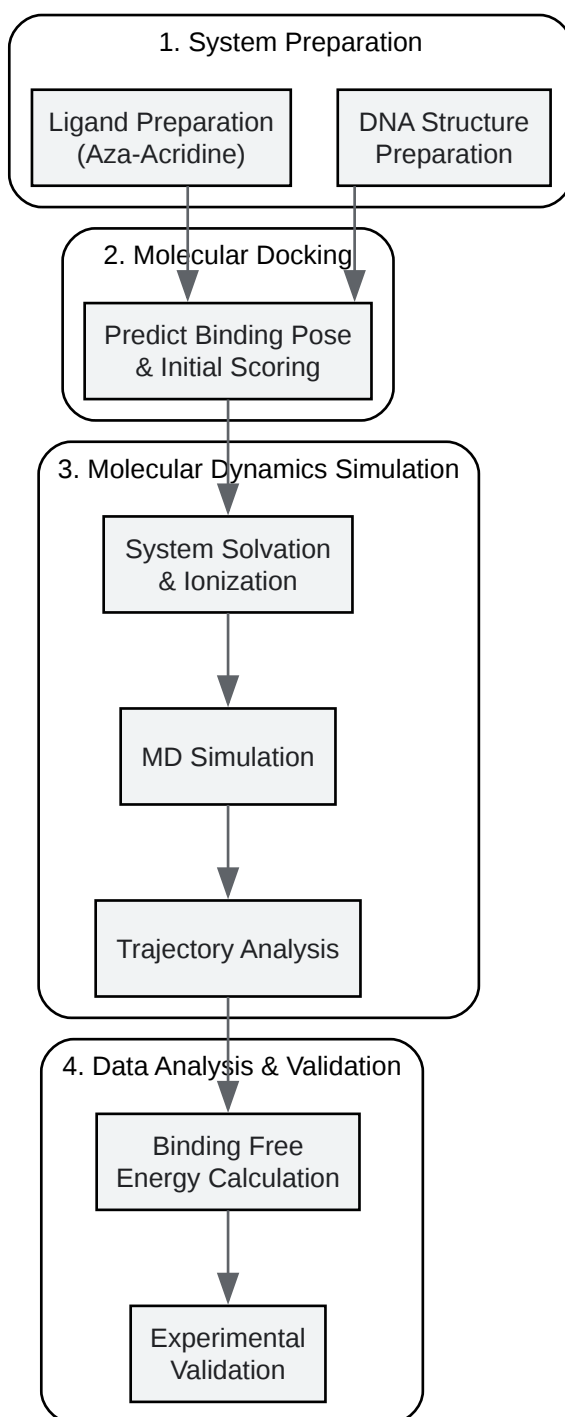 1. System Preparation
Ligand Preparation
(Aza-Acridine)
DNA Structure
Preparation
2. Molecular Docking
Predict Binding Pose
& Initial Scoring
3. Molecular Dynamics Simulation
System Solvation
& Ionization
MD Simulation
Trajectory Analysis
4. Data Analysis & Validation
Binding Free
Energy Calculation
Experimental
Validation